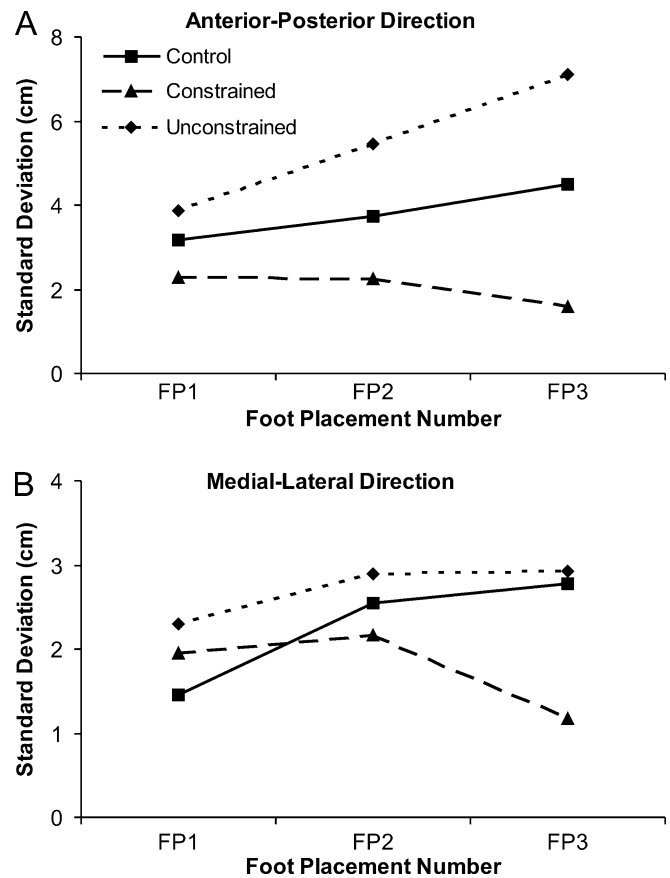 A
Anterior-Posterior Direction
Standard Deviation (cm)
8
6
4
2
0
Control
Constrained
Unconstrained
FP1 FP2 FP3
Foot Placement Number
B
Medial-Lateral Direction
Standard Deviation (cm)
4
3
2
1
0
FP1 FP2 FP3
Foot Placement Number